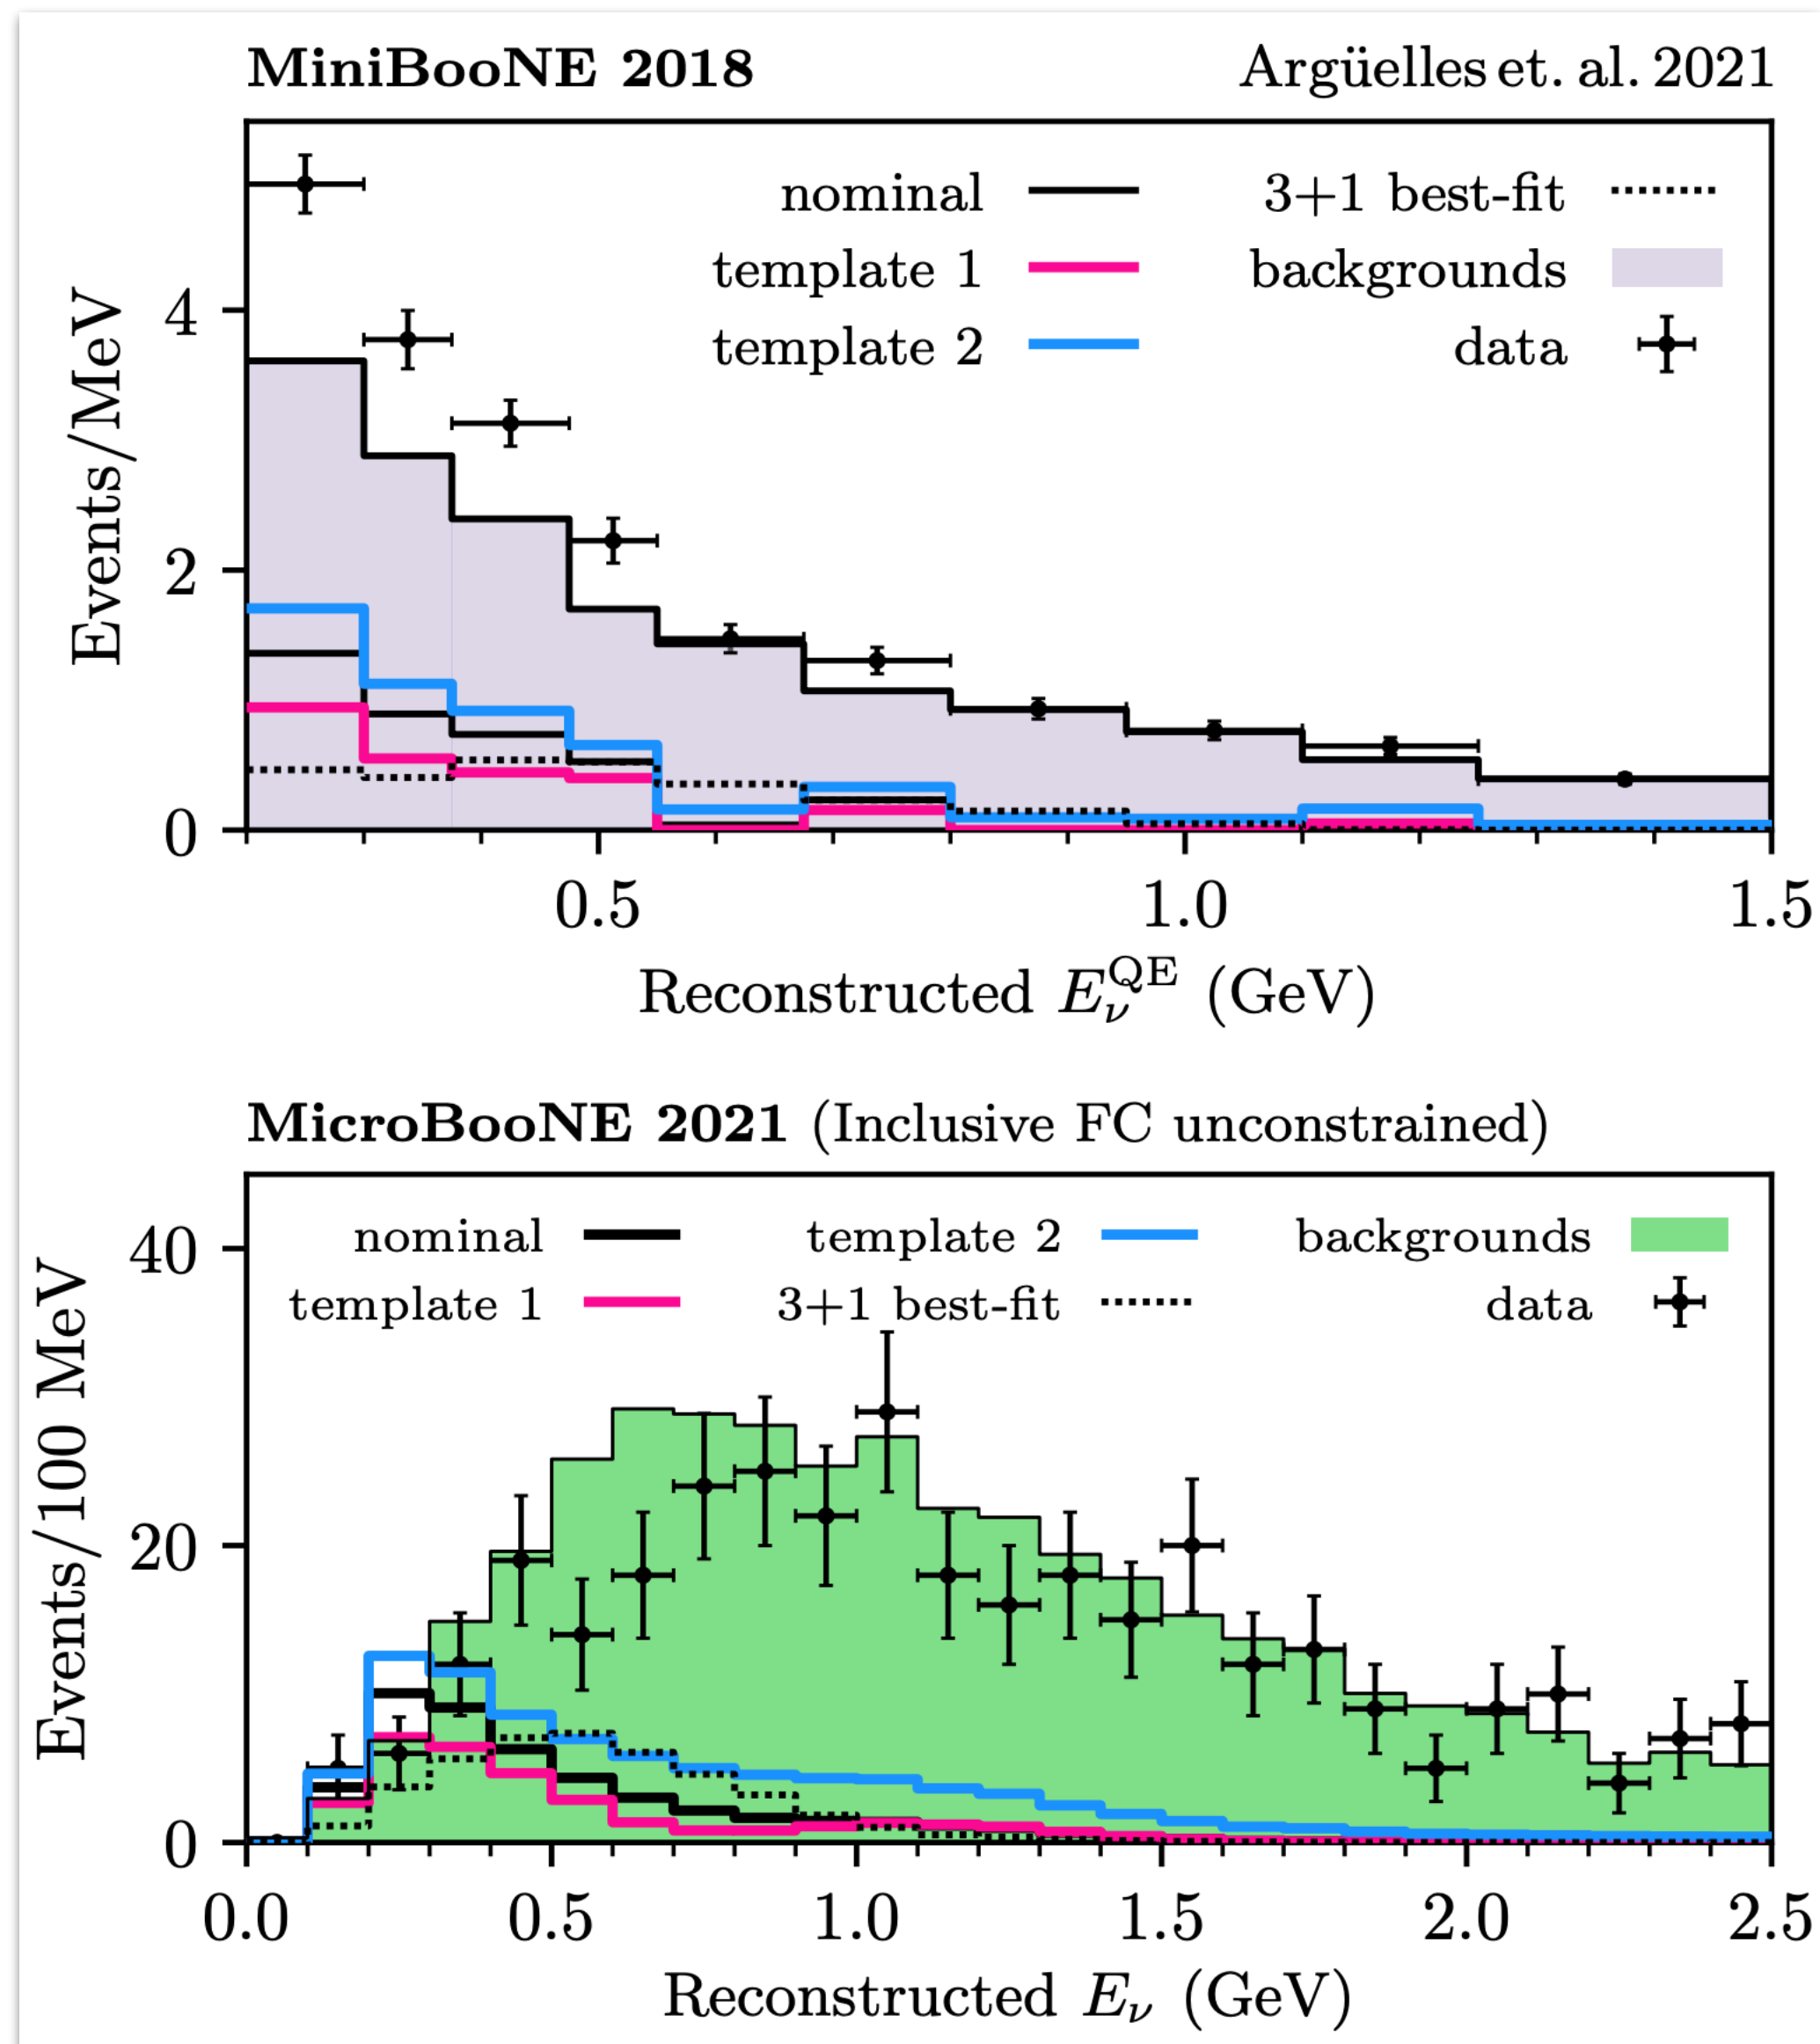 MiniBooNE 2018 Argüelles et. al. 2021
nominal 3+1 best-fit
template 1 backgrounds
template 2 data
Events/MeV
4
2
0
0.5 1.0 1.5
Reconstructed E_ν^QE (GeV)
MicroBooNE 2021 (Inclusive FC unconstrained)
nominal template 2 backgrounds
template 1 3+1 best-fit data
Events/100 MeV
40
20
0
0.0 0.5 1.0 1.5 2.0 2.5
Reconstructed E_ν (GeV)